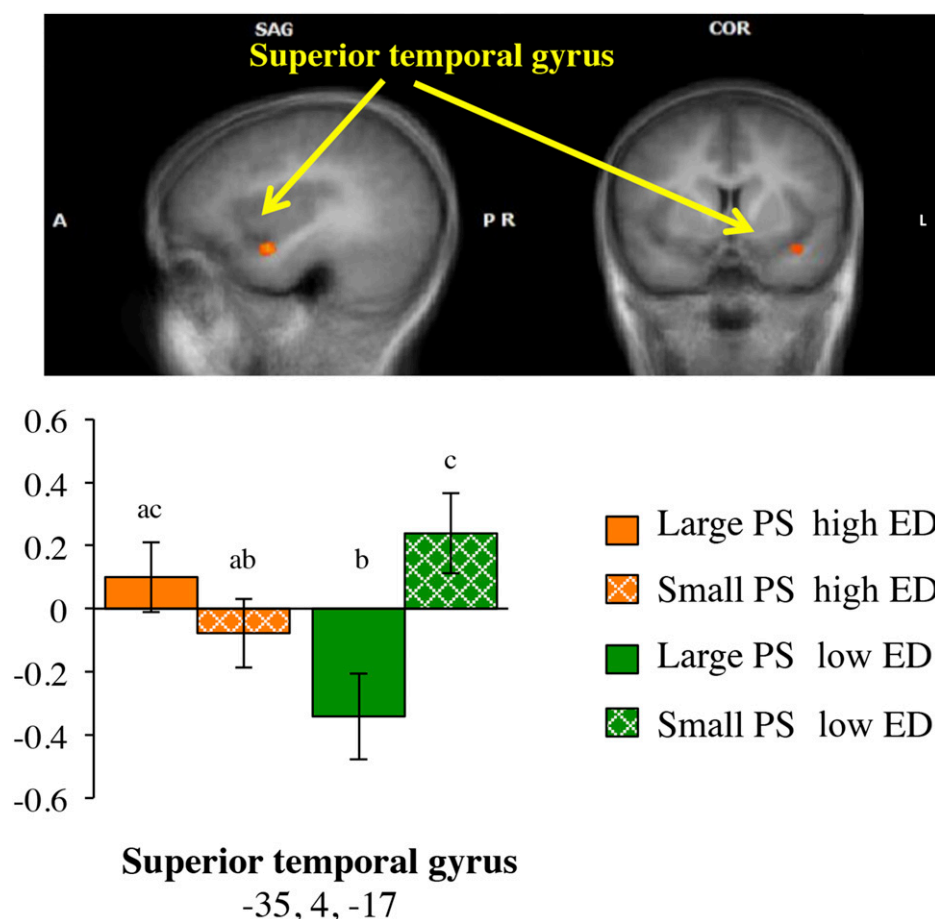 SAG
COR
Superior temporal gyrus
A
P R
L
0.6
0.4
0.2
0
-0.2
-0.4
-0.6
ac
ab
b
c
Large PS high ED
Small PS high ED
Large PS low ED
Small PS low ED
Superior temporal gyrus
-35, 4, -17